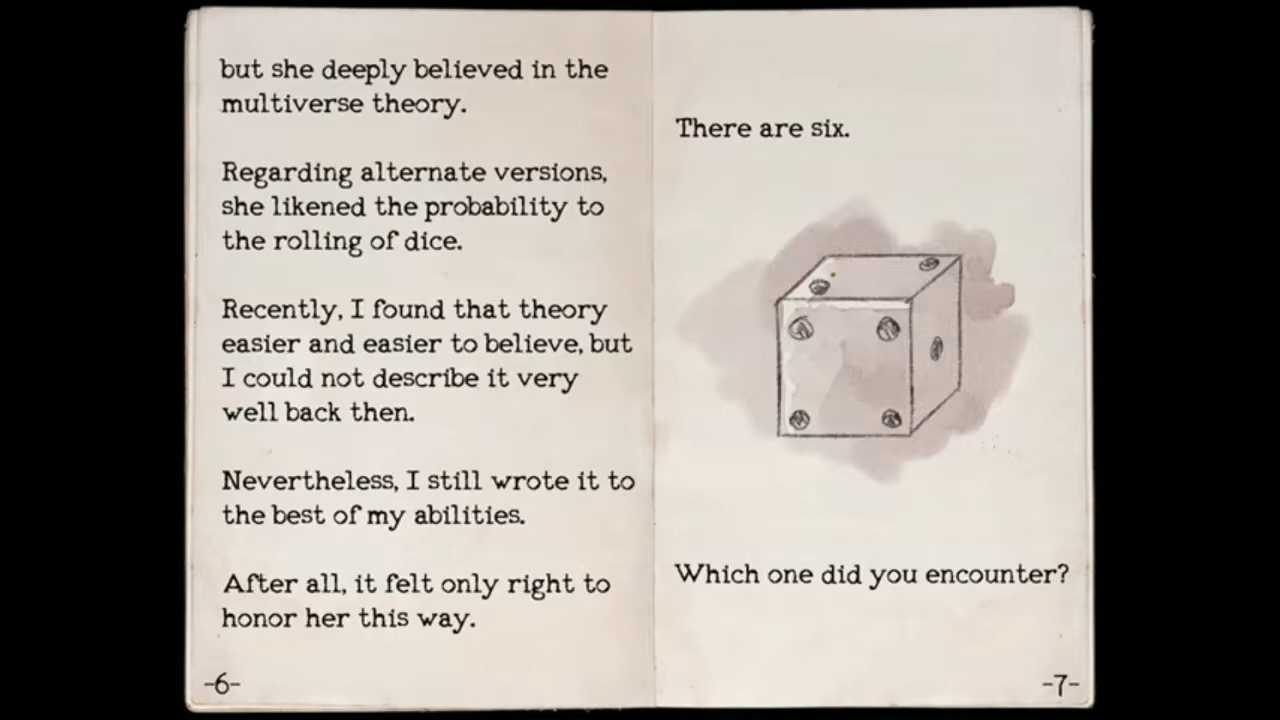 but she deeply believed in the
multiverse theory.
Regarding alternate versions,
she likened the probability to
the rolling of dice.
Recently, I found that theory
easier and easier to believe, but
I could not describe it very
well back then.
Nevertheless, I still wrote it to
the best of my abilities.
After all, it felt only right to
honor her this way.
-6-
There are six.
Which one did you encounter?
-7-